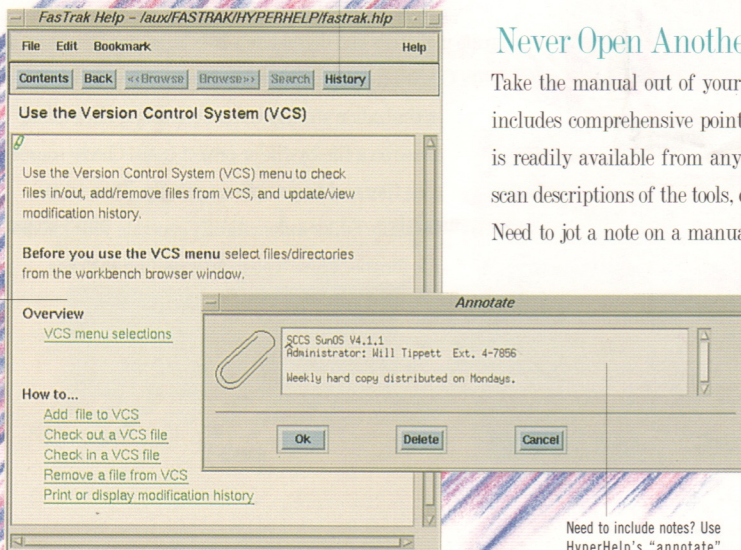 FasTrak Help – /aux/FASTRAK/HYPERHELP/fastrak.hlp
File Edit Bookmark Help
Contents Back <<Browse Browse>> Search History
Use the Version Control System (VCS)
Use the Version Control System (VCS) menu to check
files in/out, add/remove files from VCS, and update/view
modification history.
Before you use the VCS menu select files/directories
from the workbench browser window.
Overview
VCS menu selections
How to...
Add file to VCS
Check out a VCS file
Check in a VCS file
Remove a file from VCS
Print or display modification history
Never Open Anothe
Take the manual out of your
includes comprehensive point
is readily available from any
scan descriptions of the tools,
Need to jot a note on a manua
Annotate
SCCS SunOS V4.1.1
Administrator: Will Tippett Ext. 4-7856
Weekly hard copy distributed on Mondays.
Ok Delete Cancel
Need to include notes? Use
HyperHelp's "annotate"